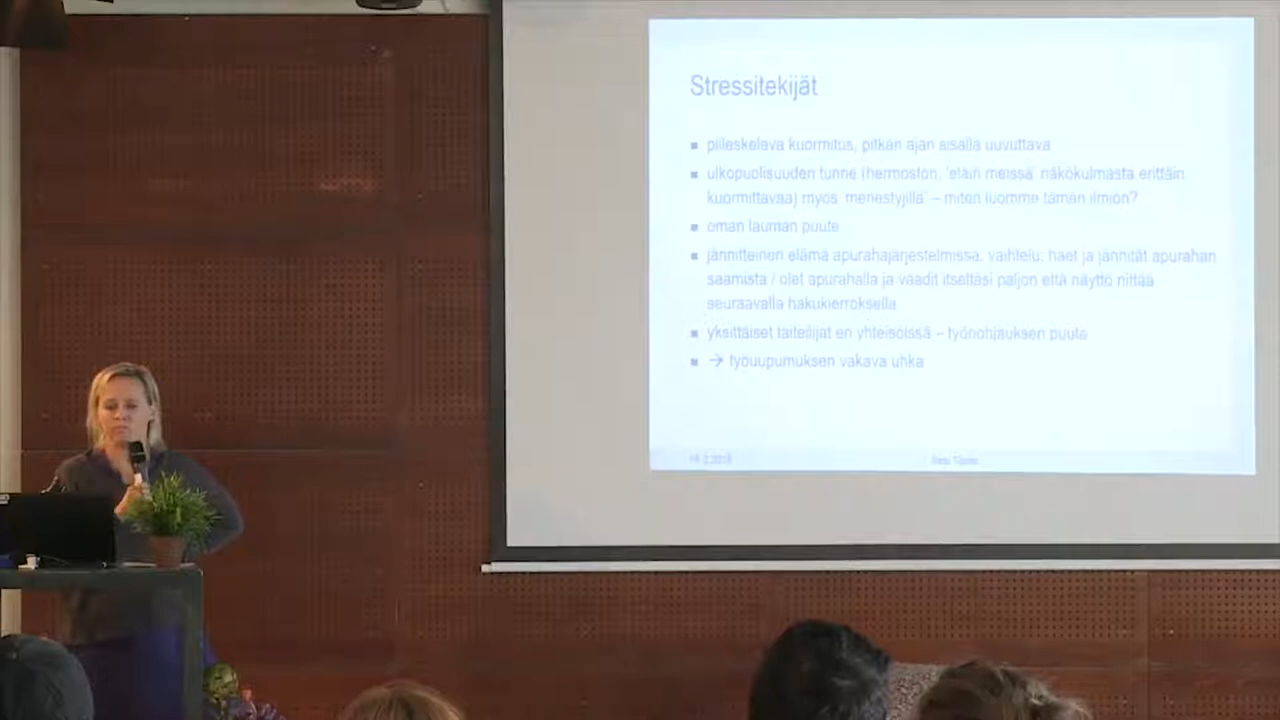 Stressitekijät
▪ piileskelevä kuormitus, pitkän ajan sisällä uuvuttava
▪ ulkopuolisuuden tunne (hermoston, 'eläin meissä' näkökulmasta erittäin
kuormittavaa) myös 'menestyjillä' – miten luomme tämän ilmiön?
▪ oman lauman puute
▪ jännitteinen elämä apurahajärjestelmissä, vaihtelu: haet ja jännität apurahan
saamista / olet apurahalla ja vaadit itseltäsi paljon että näyttö riittää
seuraavalla hakukierroksella
▪ yksittäiset taiteilijat eri yhteisöissä – työnohjauksen puute
▪ → työuupumuksen vakava uhka